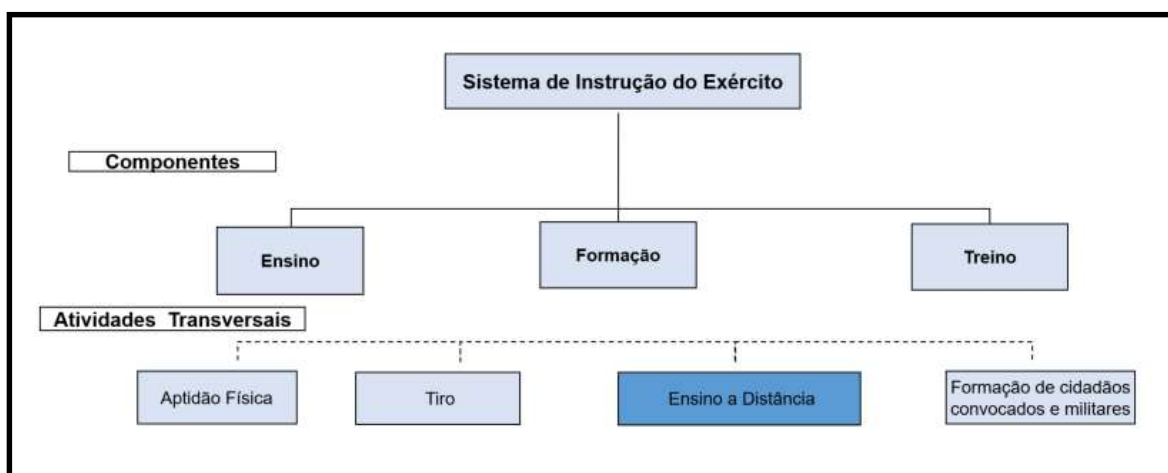 Sistema de Instrução do Exército
Componentes
Ensino
Formação
Treino
Atividades Transversais
Aptidão Física
Tiro
Ensino a Distância
Formação de cidadãos
convocados e militares